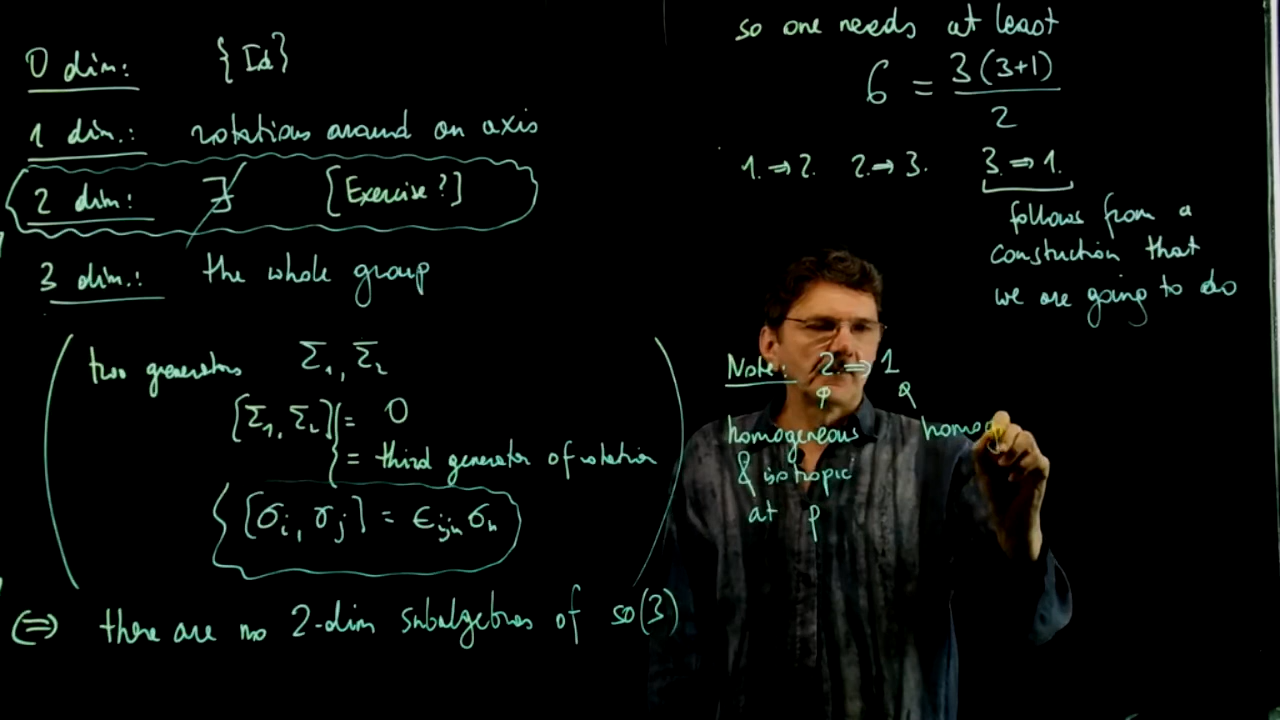 0 dim: {Id}
1 dim.: rotations around an axis
2 dim: ∄ [Exercise?]
3 dim.: the whole group
two generators Σ₁, Σ₂
[Σ₁, Σ₂] = 0
= third generator of rotation
[σᵢ, σⱼ] = ϵᵢⱼₖ σₖ
⇔ there are no 2-dim subalgebras of so(3)
so one needs at least
6 = 3(3+1)
2
1. ⇒ 2. 2. ⇒ 3. 3. ⇒ 1.
follows from a
construction that
we are going to do
Note: 2. ⇒ 1
homogeneous homog
& isotropic
at p